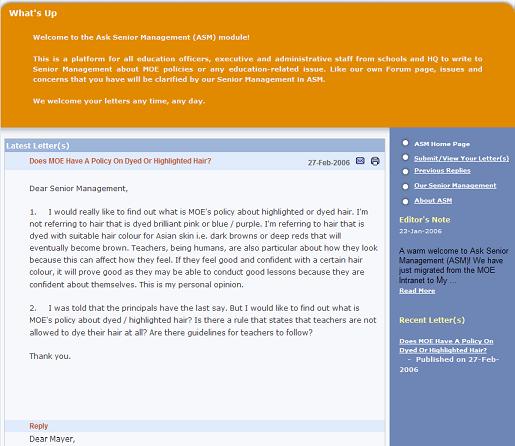 What's Up
Welcome to the Ask Senior Management (ASM) module!
This is a platform for all education officers, executive and administrative staff from schools and HQ to write to
Senior Management about MOE policies or any education-related issue. Like our own Forum page, issues and
concerns that you have will be clarified by our Senior Management in ASM.
We welcome your letters any time, any day.
Latest Letter(s)
Does MOE Have A Policy On Dyed Or Highlighted Hair?
27-Feb-2006
Dear Senior Management,
1. I would really like to find out what is MOE's policy about highlighted or dyed hair. I'm
not referring to hair that is dyed brilliant pink or blue / purple. I'm referring to hair that is
dyed with suitable hair colour for Asian skin i.e. dark browns or deep reds that will
eventually become brown. Teachers, being humans, are also particular about how they look
because this can affect how they feel. If they feel good and confident with a certain hair
colour, it will prove good as they may be able to conduct good lessons because they are
confident about themselves. This is my personal opinion.
2. I was told that the principals have the last say. But I would like to find out what is
MOE's policy about dyed / highlighted hair? Is there a rule that states that teachers are not
allowed to dye their hair at all? Are there guidelines for teachers to follow?
Thank you.
Reply
Dear Mayer,
ASM Home Page
Submit/View Your Letter(s)
Previous Replies
Our Senior Management
About ASM
Editor's Note
23-Jan-2006
A warm welcome to Ask Senior
Management (ASM)! We have
just migrated from the MOE
Intranet to My ...
Read More
Recent Letter(s)
Does MOE Have A Policy On
Dyed Or Highlighted Hair?
- Published on 27-Feb-
2006